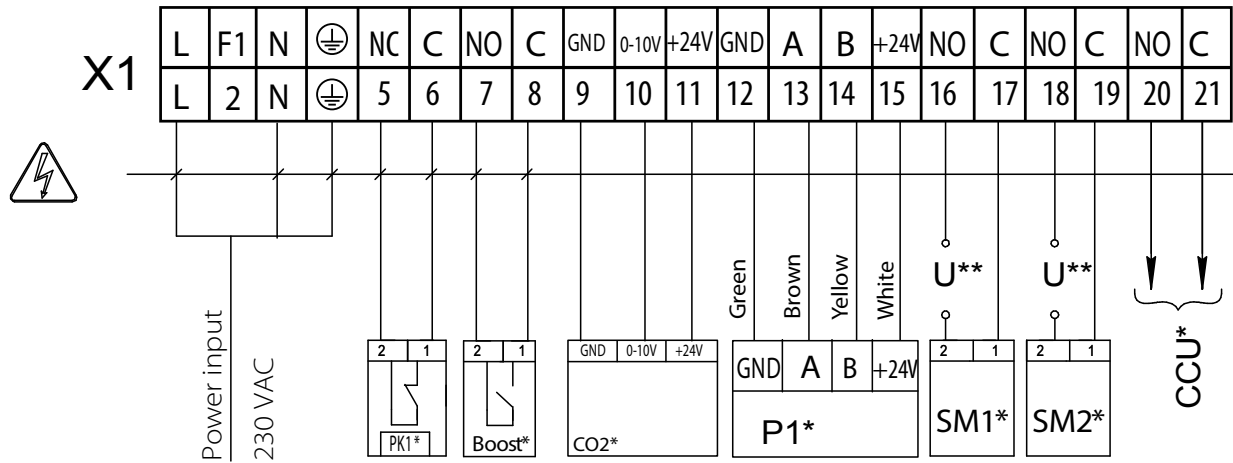 X1
L F1 N NC C NO C GND 0-10V +24V GND A B +24V NO C NO C NO C
L 2 N 5 6 7 8 9 10 11 12 13 14 15 16 17 18 19 20 21
Power input
230 VAC
2 1
PK1*
2 1
Boost*
GND 0-10V +24V
CO2*
Green
Brown
Yellow
White
GND A B +24V
P1*
U**
2 1
SM1*
U**
2 1
SM2*
CCU*